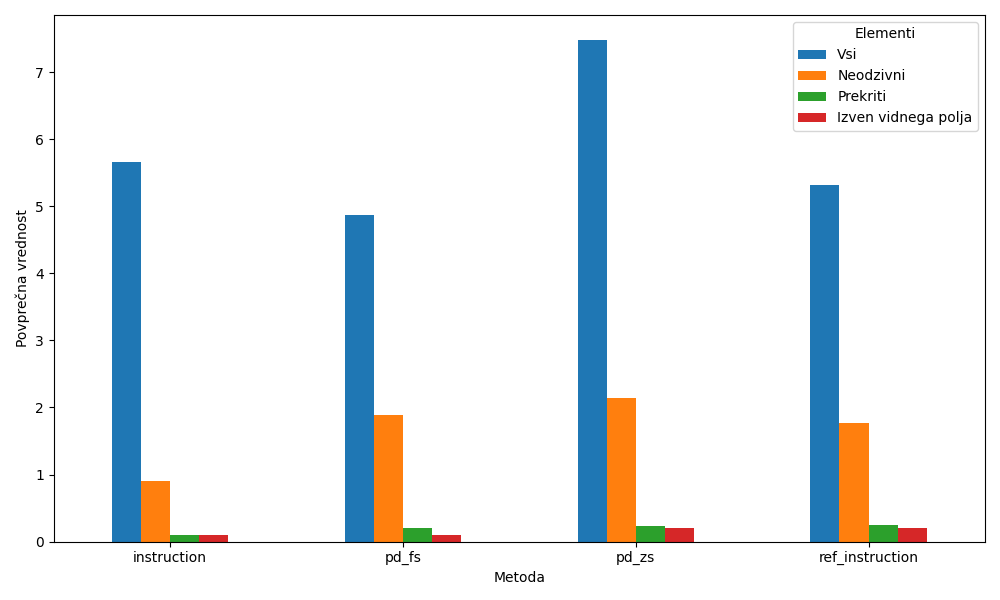 Elementi
Vsi
Neodzivni
Prekriti
Izven vidnega polja
Povprečna vrednost
7
6
5
4
3
2
1
0
instruction
pd_fs
pd_zs
ref_instruction
Metoda